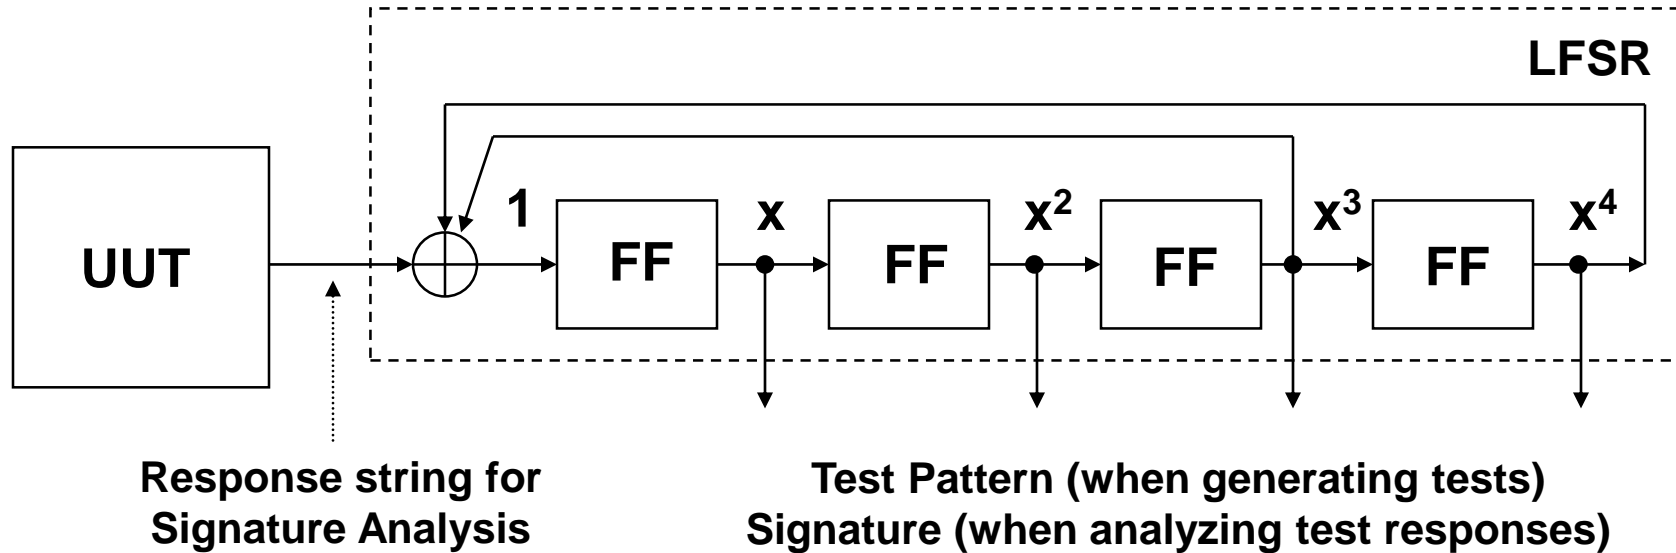 LFSR
UUT
1
FF
x
FF
x²
FF
x³
FF
x⁴
Response string for
Signature Analysis
Test Pattern (when generating tests)
Signature (when analyzing test responses)